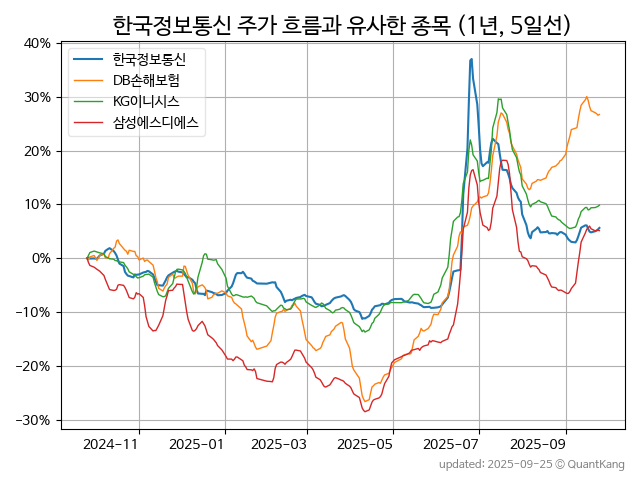 한국정보통신 주가 흐름과 유사한 종목 (1년, 5일선)
40%
30%
20%
10%
0%
−10%
−20%
−30%
한국정보통신
DB손해보험
KG이니시스
삼성에스디에스
2024-11
2025-01
2025-03
2025-05
2025-07
2025-09
updated: 2025-09-25 © QuantKang